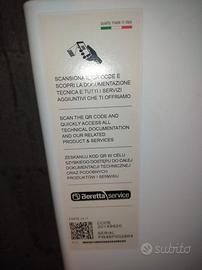 made in Italy
SCANSIONA IL QR CODE E
SCOPRI LA DOCUMENTAZIONE
TECNICA E TUTTI I SERVIZI
AGGIUNTIVI CHE TI OFFRIAMO
SCAN THE QR CODE AND
QUICKLY ACCESS ALL
TECHNICAL DOCUMENTATION
AND OUR RELATED
PRODUCT & SERVICES
ZESKANUJ KOD QR W CELU
SZYBKIEGO DOSTĘPU DO CAŁEJ
DOKUMENTACJI TECHNICZNEJ
ORAZ PODOBNYCH
PRODUKTÓW I SERWISU
Beretta service
CODE
SERIAL
subito